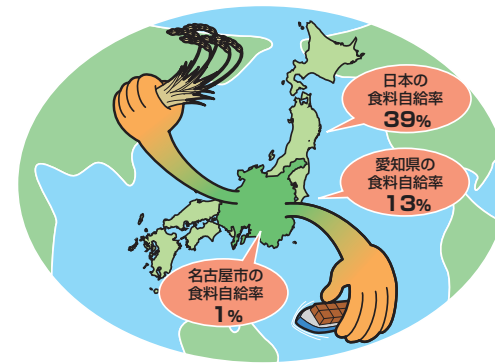 日本の
食料自給率
39%
愛知県の
食料自給率
13%
名古屋市の
食料自給率
1%